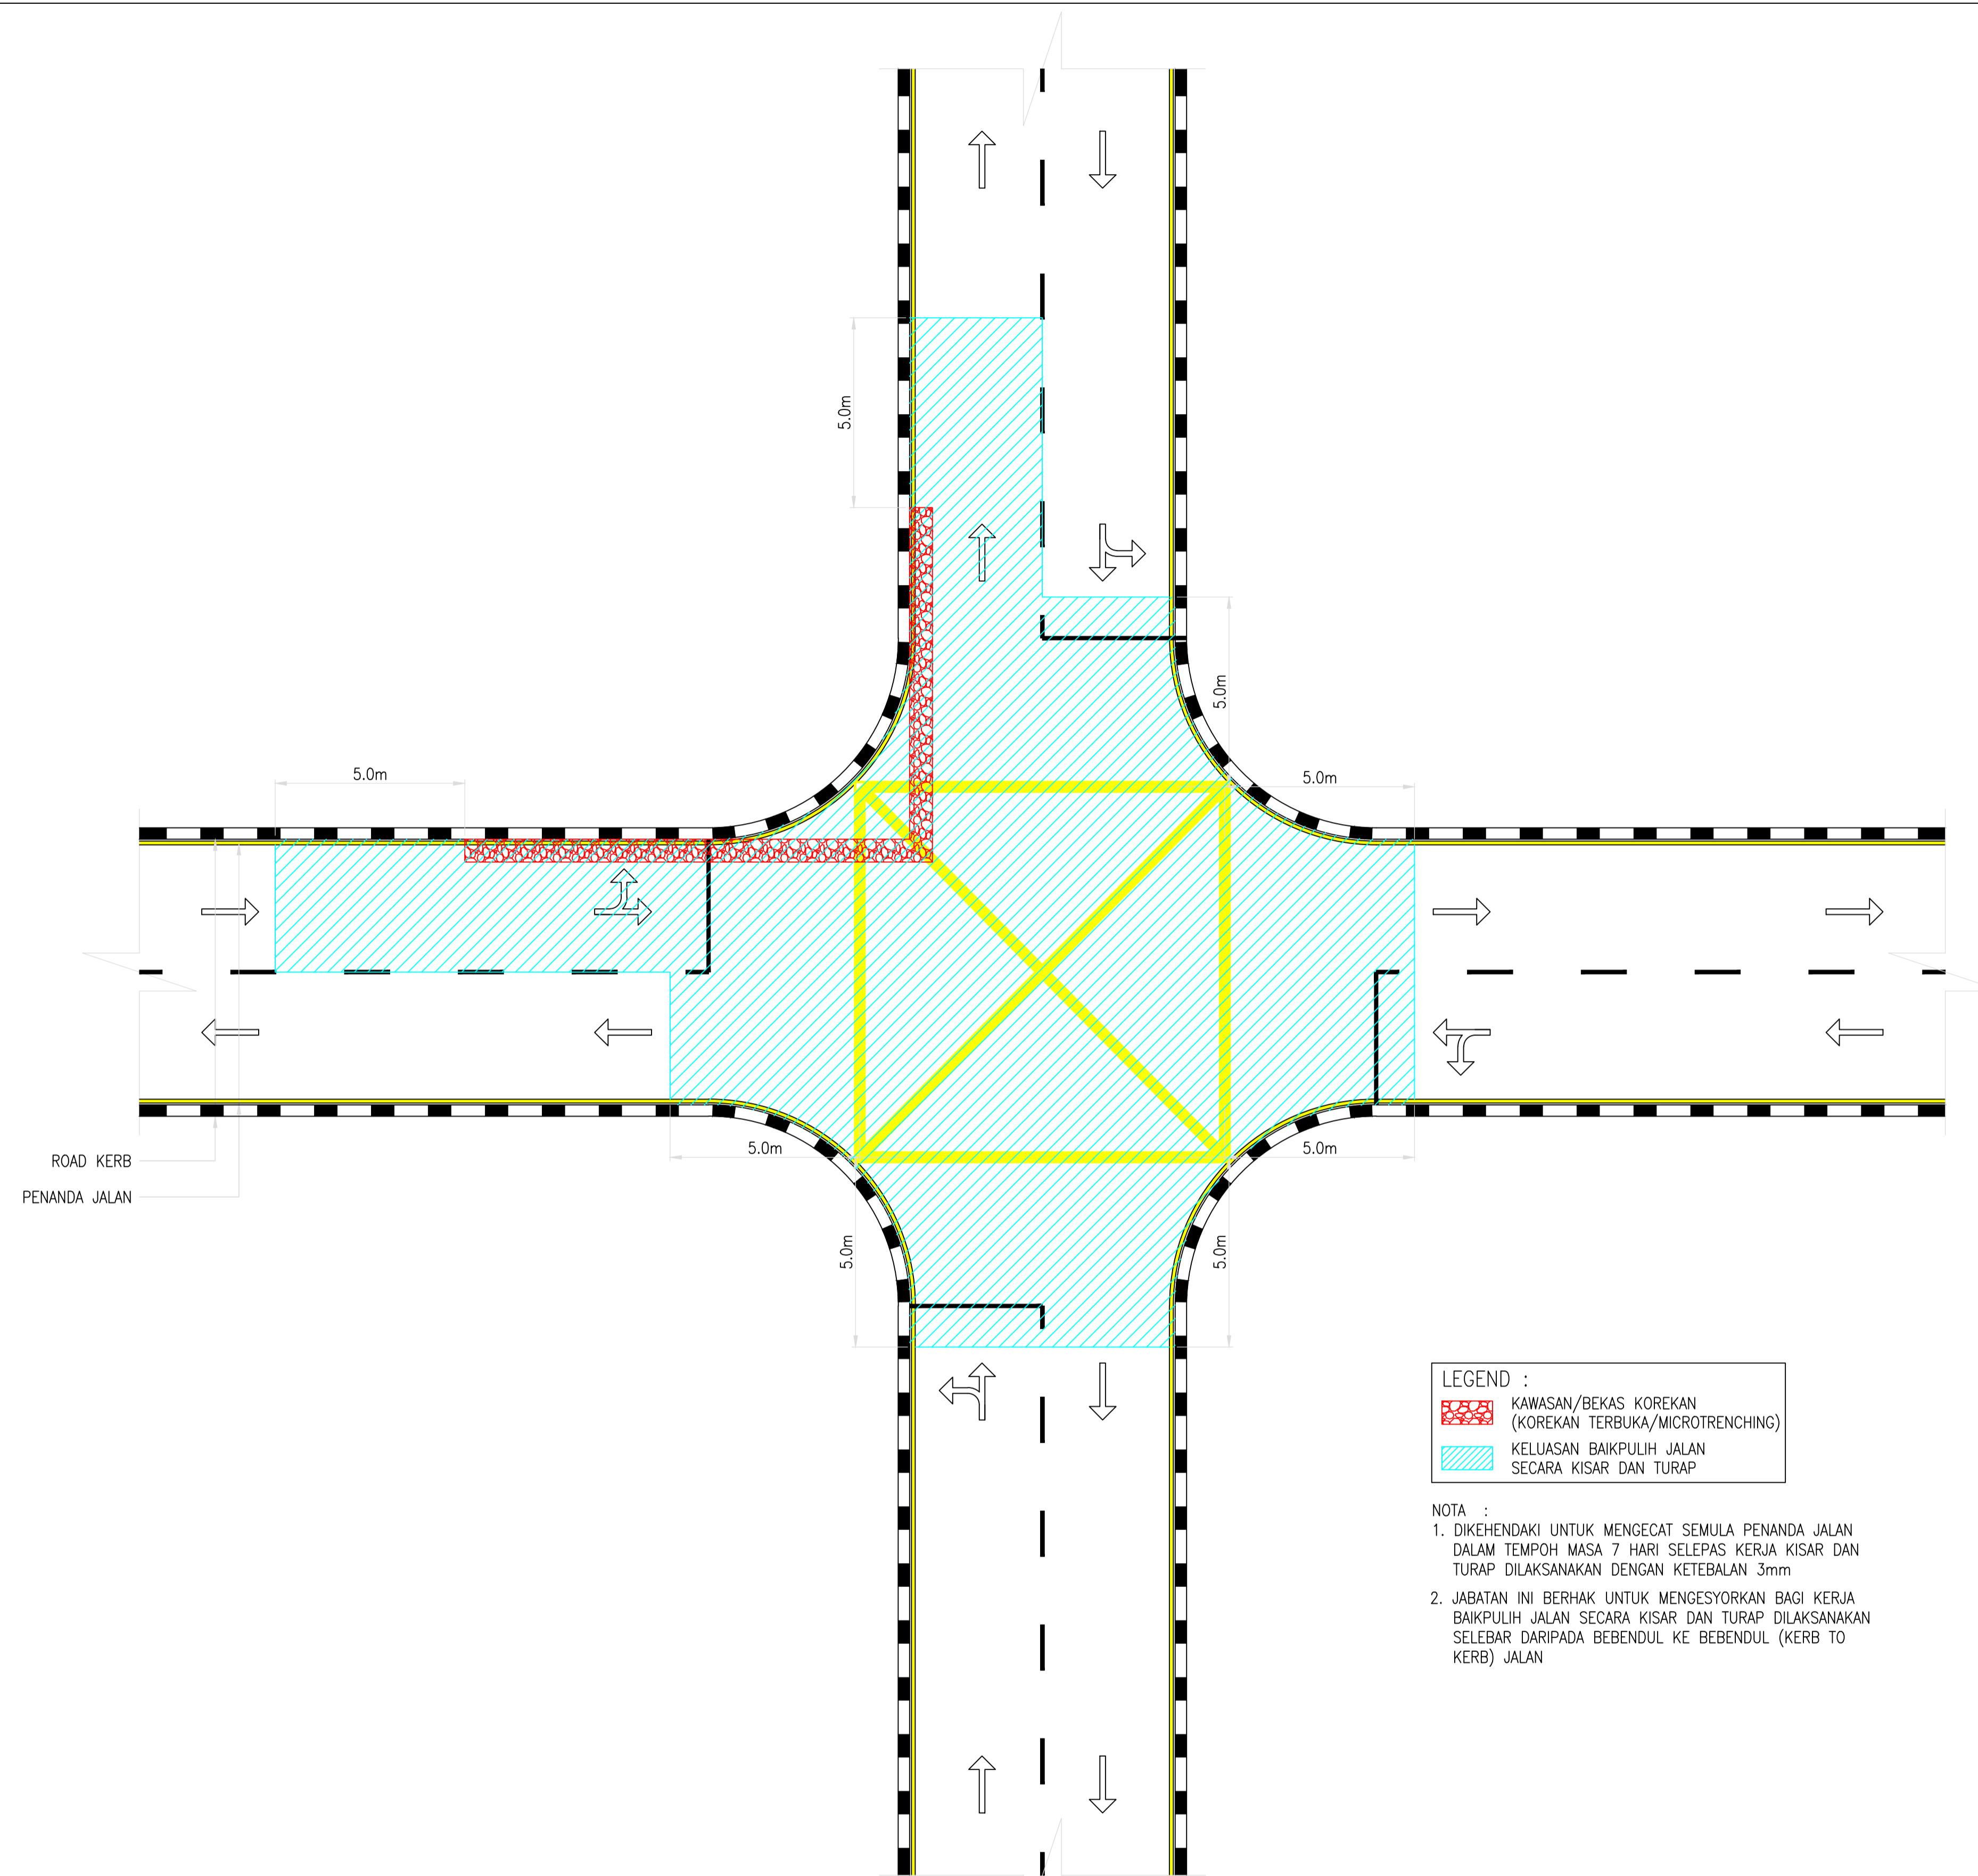 5.0m
5.0m
5.0m
5.0m
5.0m
5.0m
5.0m
5.0m
ROAD KERB
PENANDA JALAN
LEGEND :
KAWASAN/BEKAS KOREKAN
(KOREKAN TERBUKA/MICROTRENCHING)
KELUASAN BAIKPULIH JALAN
SECARA KISAR DAN TURAP
NOTA :
1. DIKEHENDAKI UNTUK MENGECAT SEMULA PENANDA JALAN
DALAM TEMPOH MASA 7 HARI SELEPAS KERJA KISAR DAN
TURAP DILAKSANAKAN DENGAN KETEBALAN 3mm
2. JABATAN INI BERHAK UNTUK MENGESYORKAN BAGI KERJA
BAIKPULIH JALAN SECARA KISAR DAN TURAP DILAKSANAKAN
SELEBAR DARIPADA BEBENDUL KE BEBENDUL (KERB TO
KERB) JALAN